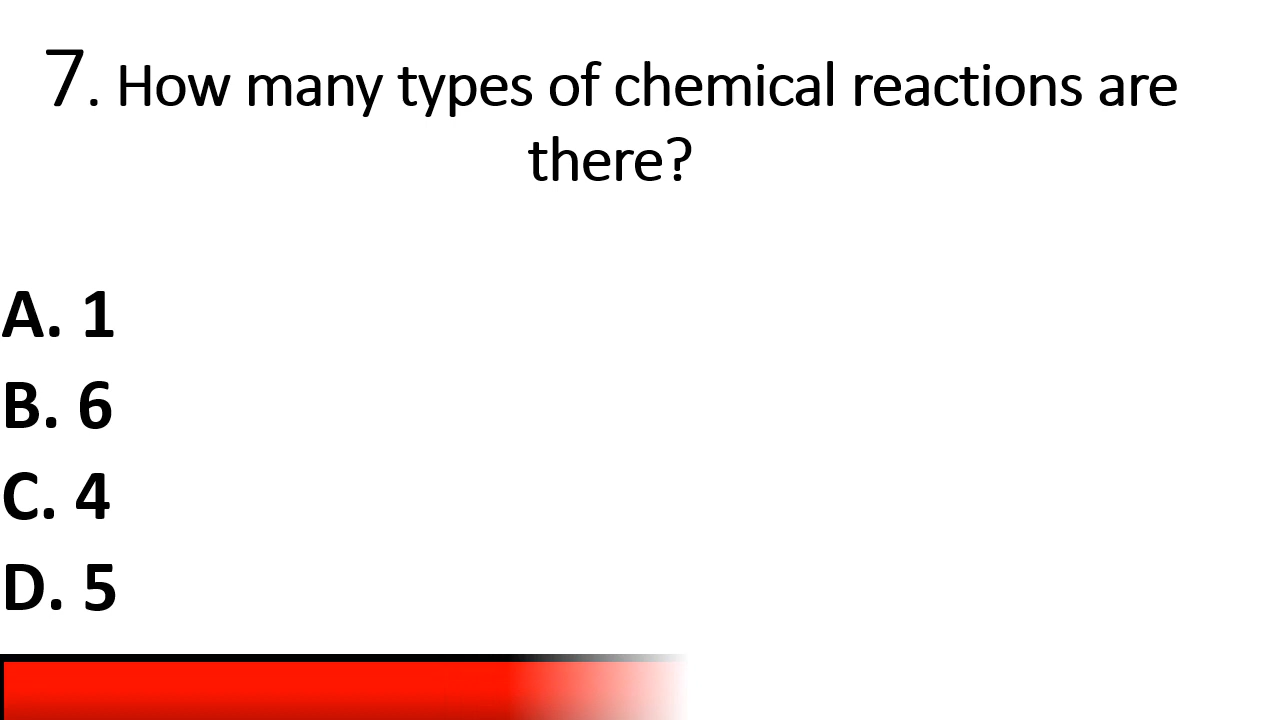 7. How many types of chemical reactions are
there?
A. 1
B. 6
C. 4
D. 5